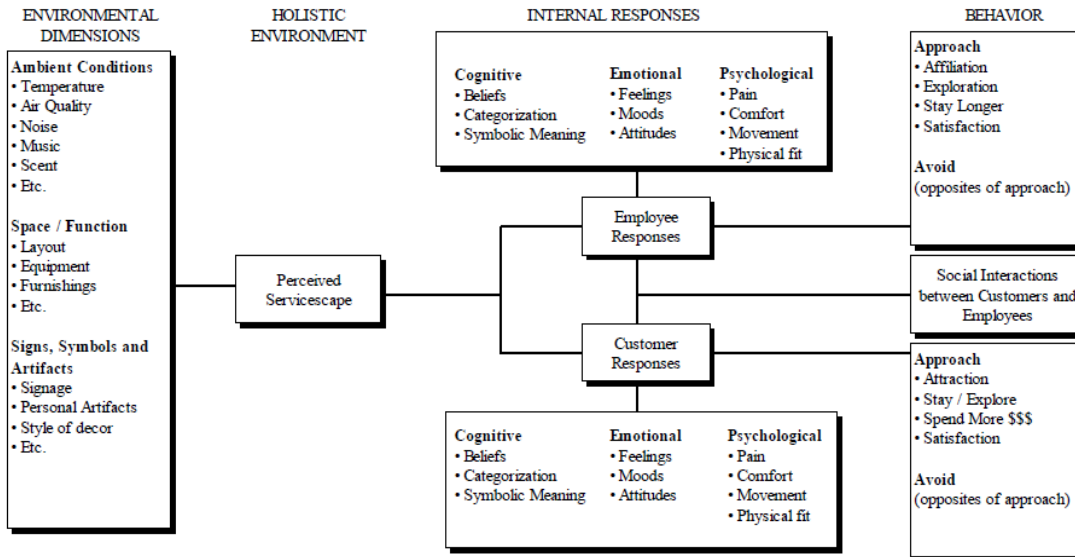 ENVIRONMENTAL
DIMENSIONS
HOLISTIC
ENVIRONMENT
INTERNAL RESPONSES
BEHAVIOR
Ambient Conditions
• Temperature
• Air Quality
• Noise
• Music
• Scent
• Etc.
Space / Function
• Layout
• Equipment
• Furnishings
• Etc.
Signs, Symbols and
Artifacts
• Signage
• Personal Artifacts
• Style of decor
• Etc.
Perceived
Servicescape
Cognitive
• Beliefs
• Categorization
• Symbolic Meaning
Emotional
• Feelings
• Moods
• Attitudes
Psychological
• Pain
• Comfort
• Movement
• Physical fit
Employee
Responses
Customer
Responses
Cognitive
• Beliefs
• Categorization
• Symbolic Meaning
Emotional
• Feelings
• Moods
• Attitudes
Psychological
• Pain
• Comfort
• Movement
• Physical fit
Approach
• Affiliation
• Exploration
• Stay Longer
• Satisfaction
Avoid
(opposites of approach)
Social Interactions
between Customers and
Employees
Approach
• Attraction
• Stay / Explore
• Spend More $$$
• Satisfaction
Avoid
(opposites of approach)